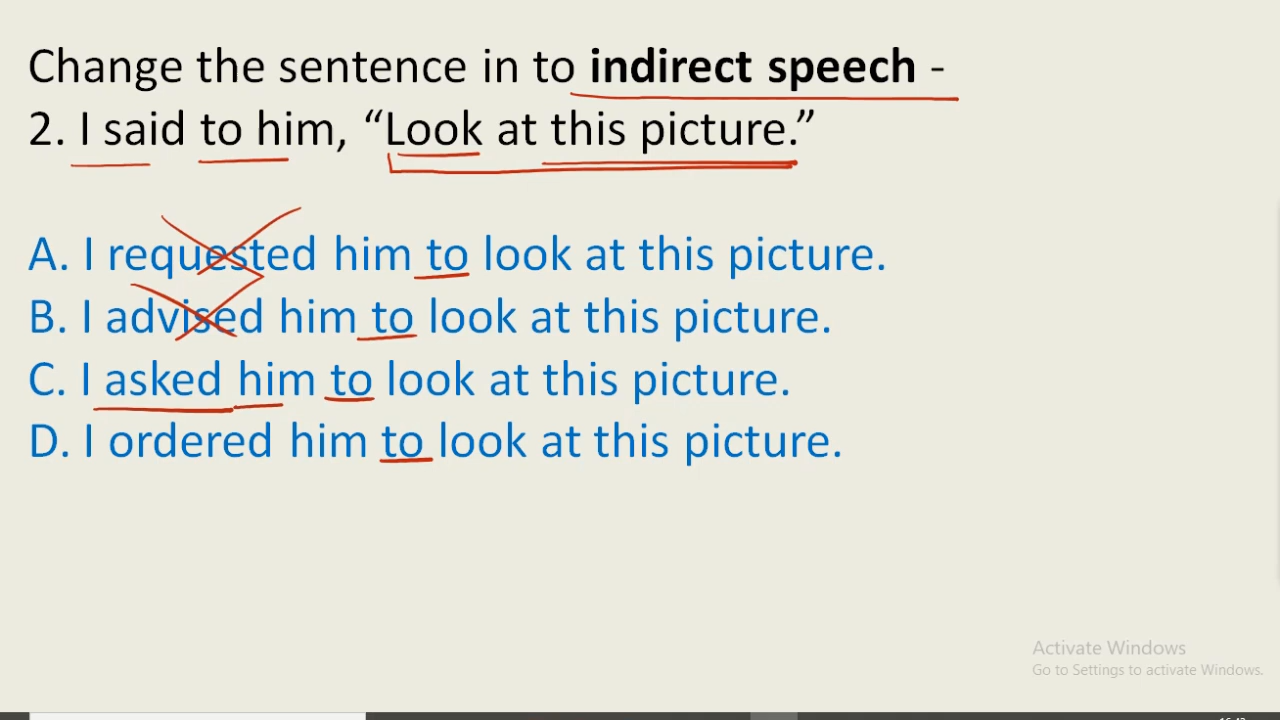 Change the sentence in to indirect speech -
2. I said to him, “Look at this picture.”
A. I requested him to look at this picture.
B. I advised him to look at this picture.
C. I asked him to look at this picture.
D. I ordered him to look at this picture.
Activate Windows
Go to Settings to activate Windows.